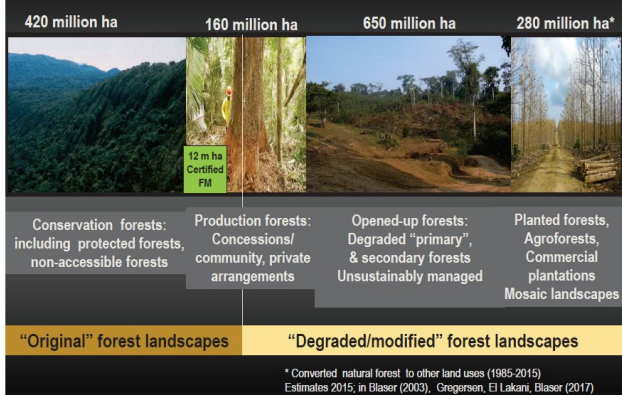 420 million ha
160 million ha
650 million ha
280 million ha*
12 m ha
Certified
FM
Conservation forests:
including protected forests,
non-accessible forests
Production forests:
Concessions/
community, private
arrangements
Opened-up forests:
Degraded “primary”,
& secondary forests
Unsustainably managed
Planted forests,
Agroforests,
Commercial
plantations
Mosaic landscapes
“Original” forest landscapes
“Degraded/modified” forest landscapes
* Converted natural forest to other land uses (1985-2015)
Estimates 2015; in Blaser (2003), Gregersen, El Lakani, Blaser (2017)